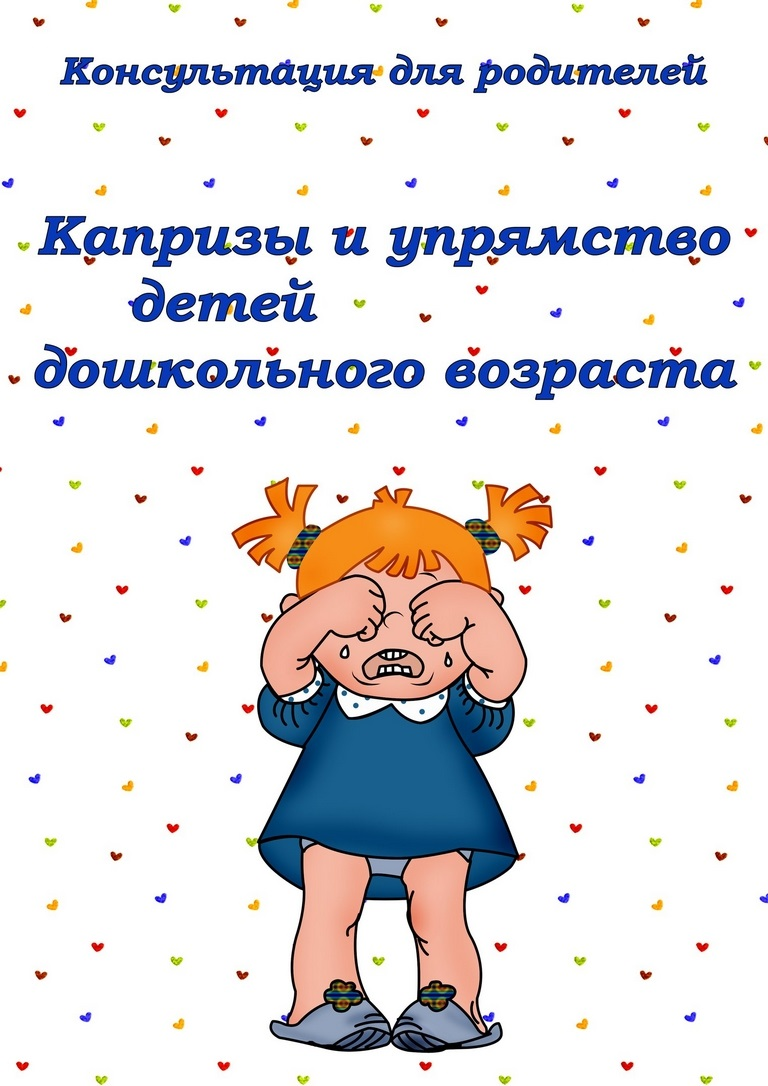 Консультация для родителей
Капризы и упрямство
детей
дошкольного возраста